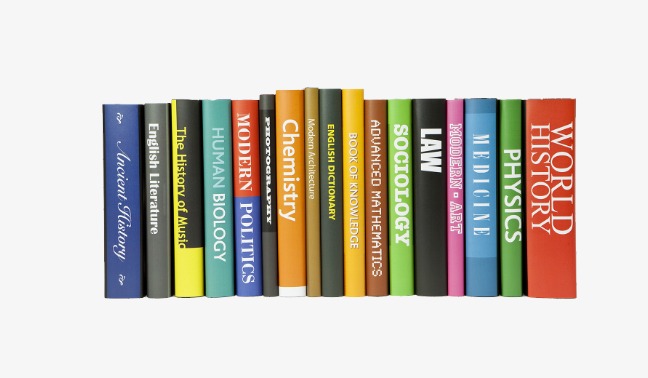 Ancient History
English Literature
The History of Music
HUMAN BIOLOGY
MODERN POLITICS
PHOTOGRAPHY
Chemistry
Modern Architecture
ENGLISH DICTIONARY
BOOK OF KNOWLEDGE
ADVANCED MATHEMATICS
SOCIOLOGY
LAW
MODERN • ART
MEDICINE
PHYSICS
WORLD
HISTORY